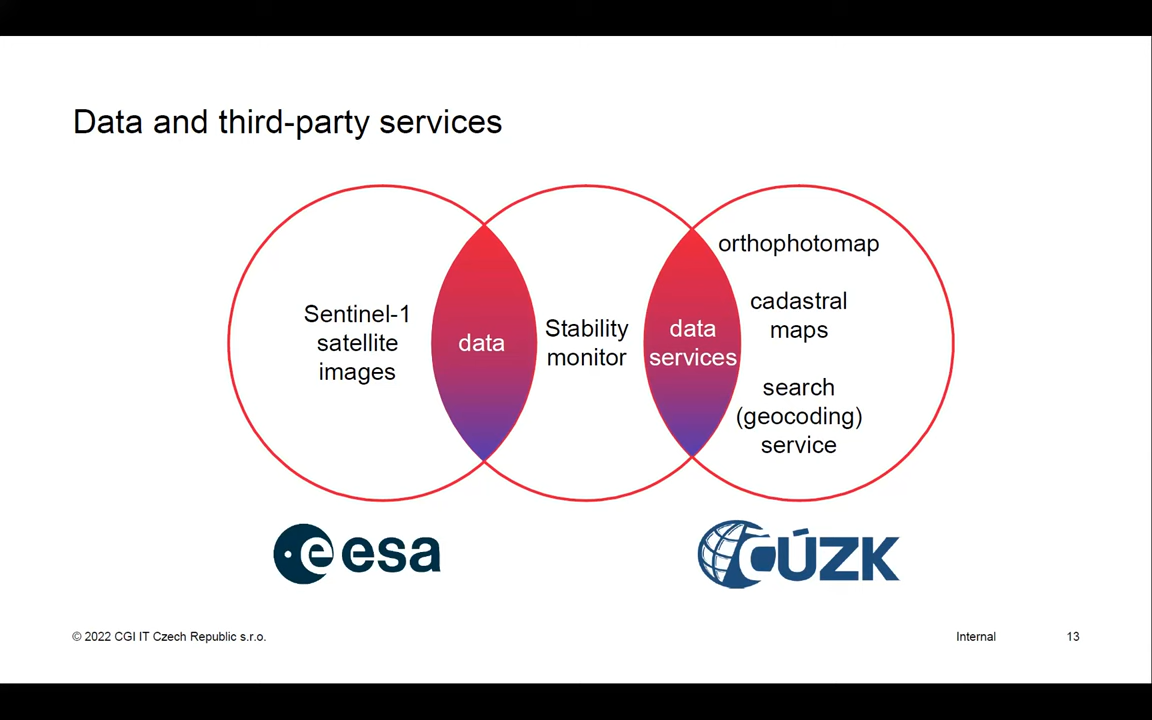 Data and third-party services
Sentinel-1
satellite
images
data
Stability
monitor
data
services
orthophotomap
cadastral
maps
search
(geocoding)
service
esa
ČÚZK
© 2022 CGI IT Czech Republic s.r.o.
Internal
13